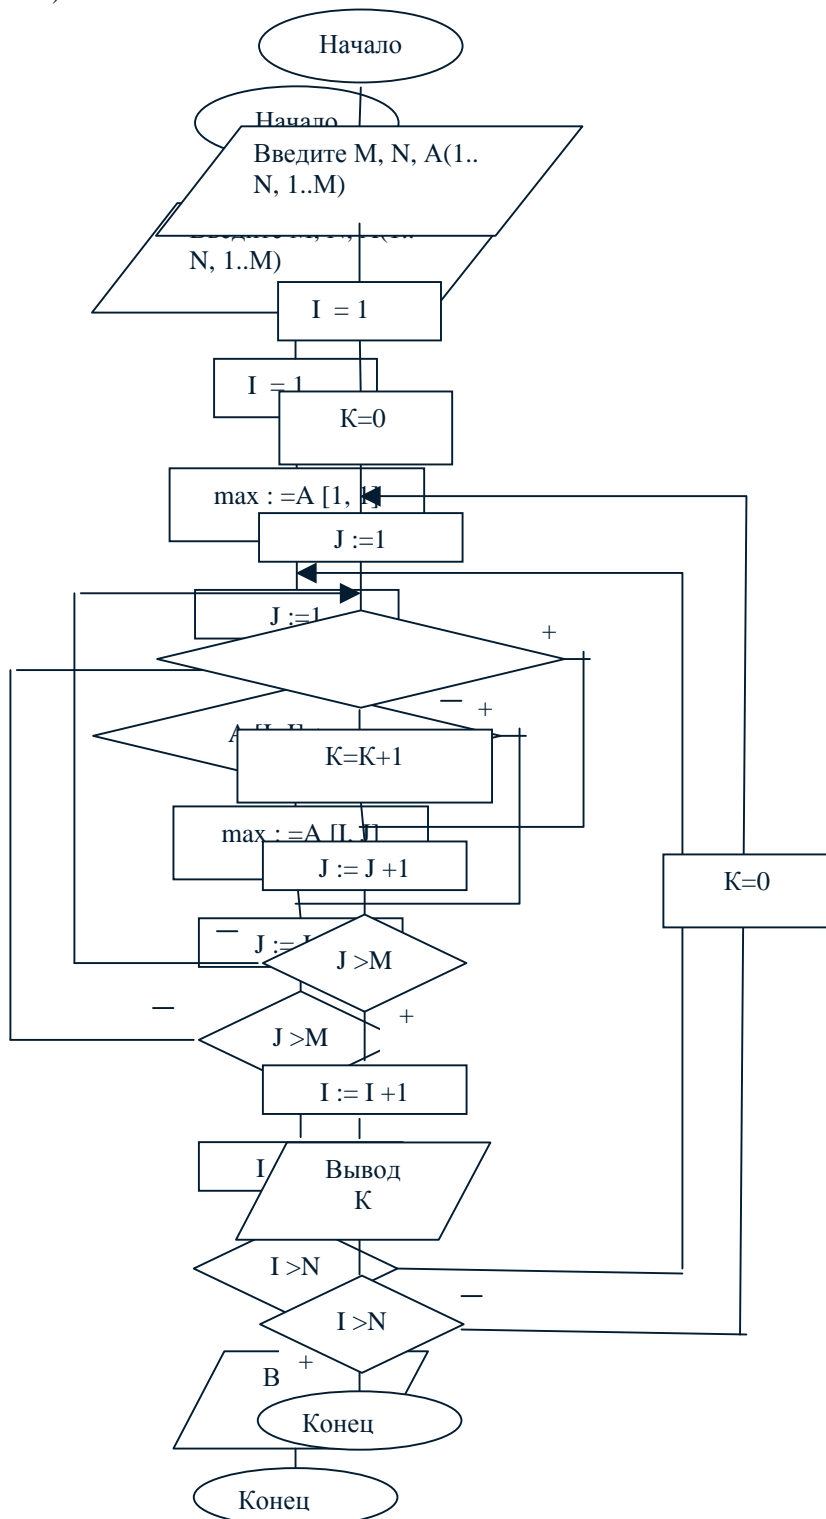 Начало
Начало
Введите M, N, A(1..
N, 1..M)
N, 1..M)
I = 1
I = 1
K=0
max : =A [1, 1]
J :=1
J :=1
+
–
+
K=K+1
max : =A [I, J]
J := J +1
K=0
–
J :=
J >M
–
+
J >M
I := I +1
I
Вывод
К
I >N
–
I >N
+
В
Конец
Конец